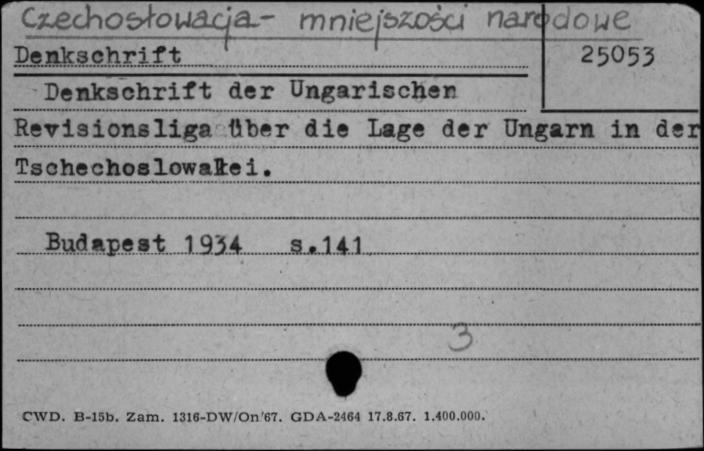 Czechosłowacja - mniejszości narodowe
Denkschrift
25053
Denkschrift der Ungarischen
Revisionsliga über die Lage der Ungarn in der
Tschechoslowakei.
Budapest 1934 s.141
3
CWD. B-15b. Zam. 1316-DW/On/67. GDA-2464 17.8.67. 1.400.000.